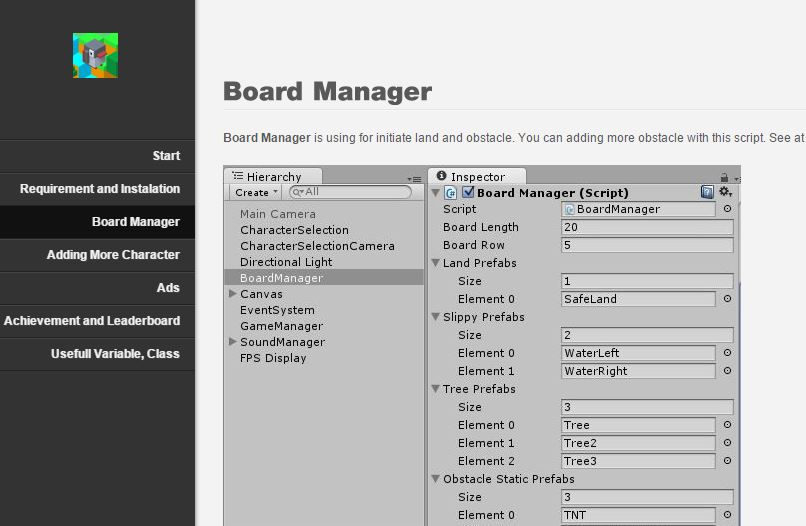 Start
Requirement and Instalation
Board Manager
Adding More Character
Ads
Achievement and Leaderboard
Usefull Variable, Class
Board Manager
Board Manager is using for initiate land and obstacle. You can adding more obstacle with this script. See at
Hierarchy
Create All
Main Camera
CharacterSelection
CharacterSelectionCamera
Directional Light
BoardManager
Canvas
EventSystem
GameManager
SoundManager
FPS Display
Inspector
Board Manager (Script)
Script BoardManager
Board Length 20
Board Row 5
Land Prefabs
Size 1
Element 0 SafeLand
Slippy Prefabs
Size 2
Element 0 WaterLeft
Element 1 WaterRight
Tree Prefabs
Size 3
Element 0 Tree
Element 1 Tree2
Element 2 Tree3
Obstacle Static Prefabs
Size 3
Element 0 TNT